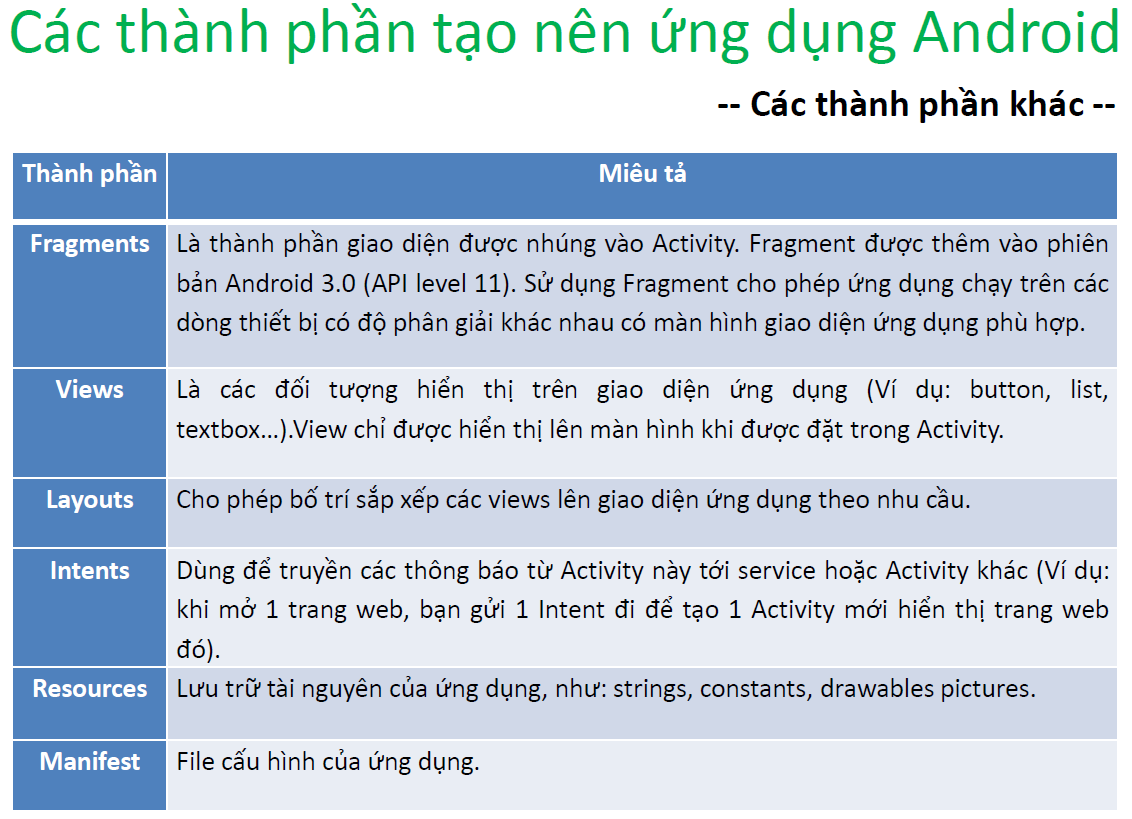 Các thành phần tạo nên ứng dụng Android
-- Các thành phần khác --
Thành phần
Miêu tả
Fragments
Là thành phần giao diện được nhúng vào Activity. Fragment được thêm vào phiên
bản Android 3.0 (API level 11). Sử dụng Fragment cho phép ứng dụng chạy trên các
dòng thiết bị có độ phân giải khác nhau có màn hình giao diện ứng dụng phù hợp.
Views
Là các đối tượng hiển thị trên giao diện ứng dụng (Ví dụ: button, list,
textbox…).View chỉ được hiển thị lên màn hình khi được đặt trong Activity.
Layouts
Cho phép bố trí sắp xếp các views lên giao diện ứng dụng theo nhu cầu.
Intents
Dùng để truyền các thông báo từ Activity này tới service hoặc Activity khác (Ví dụ:
khi mở 1 trang web, bạn gửi 1 Intent đi để tạo 1 Activity mới hiển thị trang web
đó).
Resources
Lưu trữ tài nguyên của ứng dụng, như: strings, constants, drawables pictures.
Manifest
File cấu hình của ứng dụng.